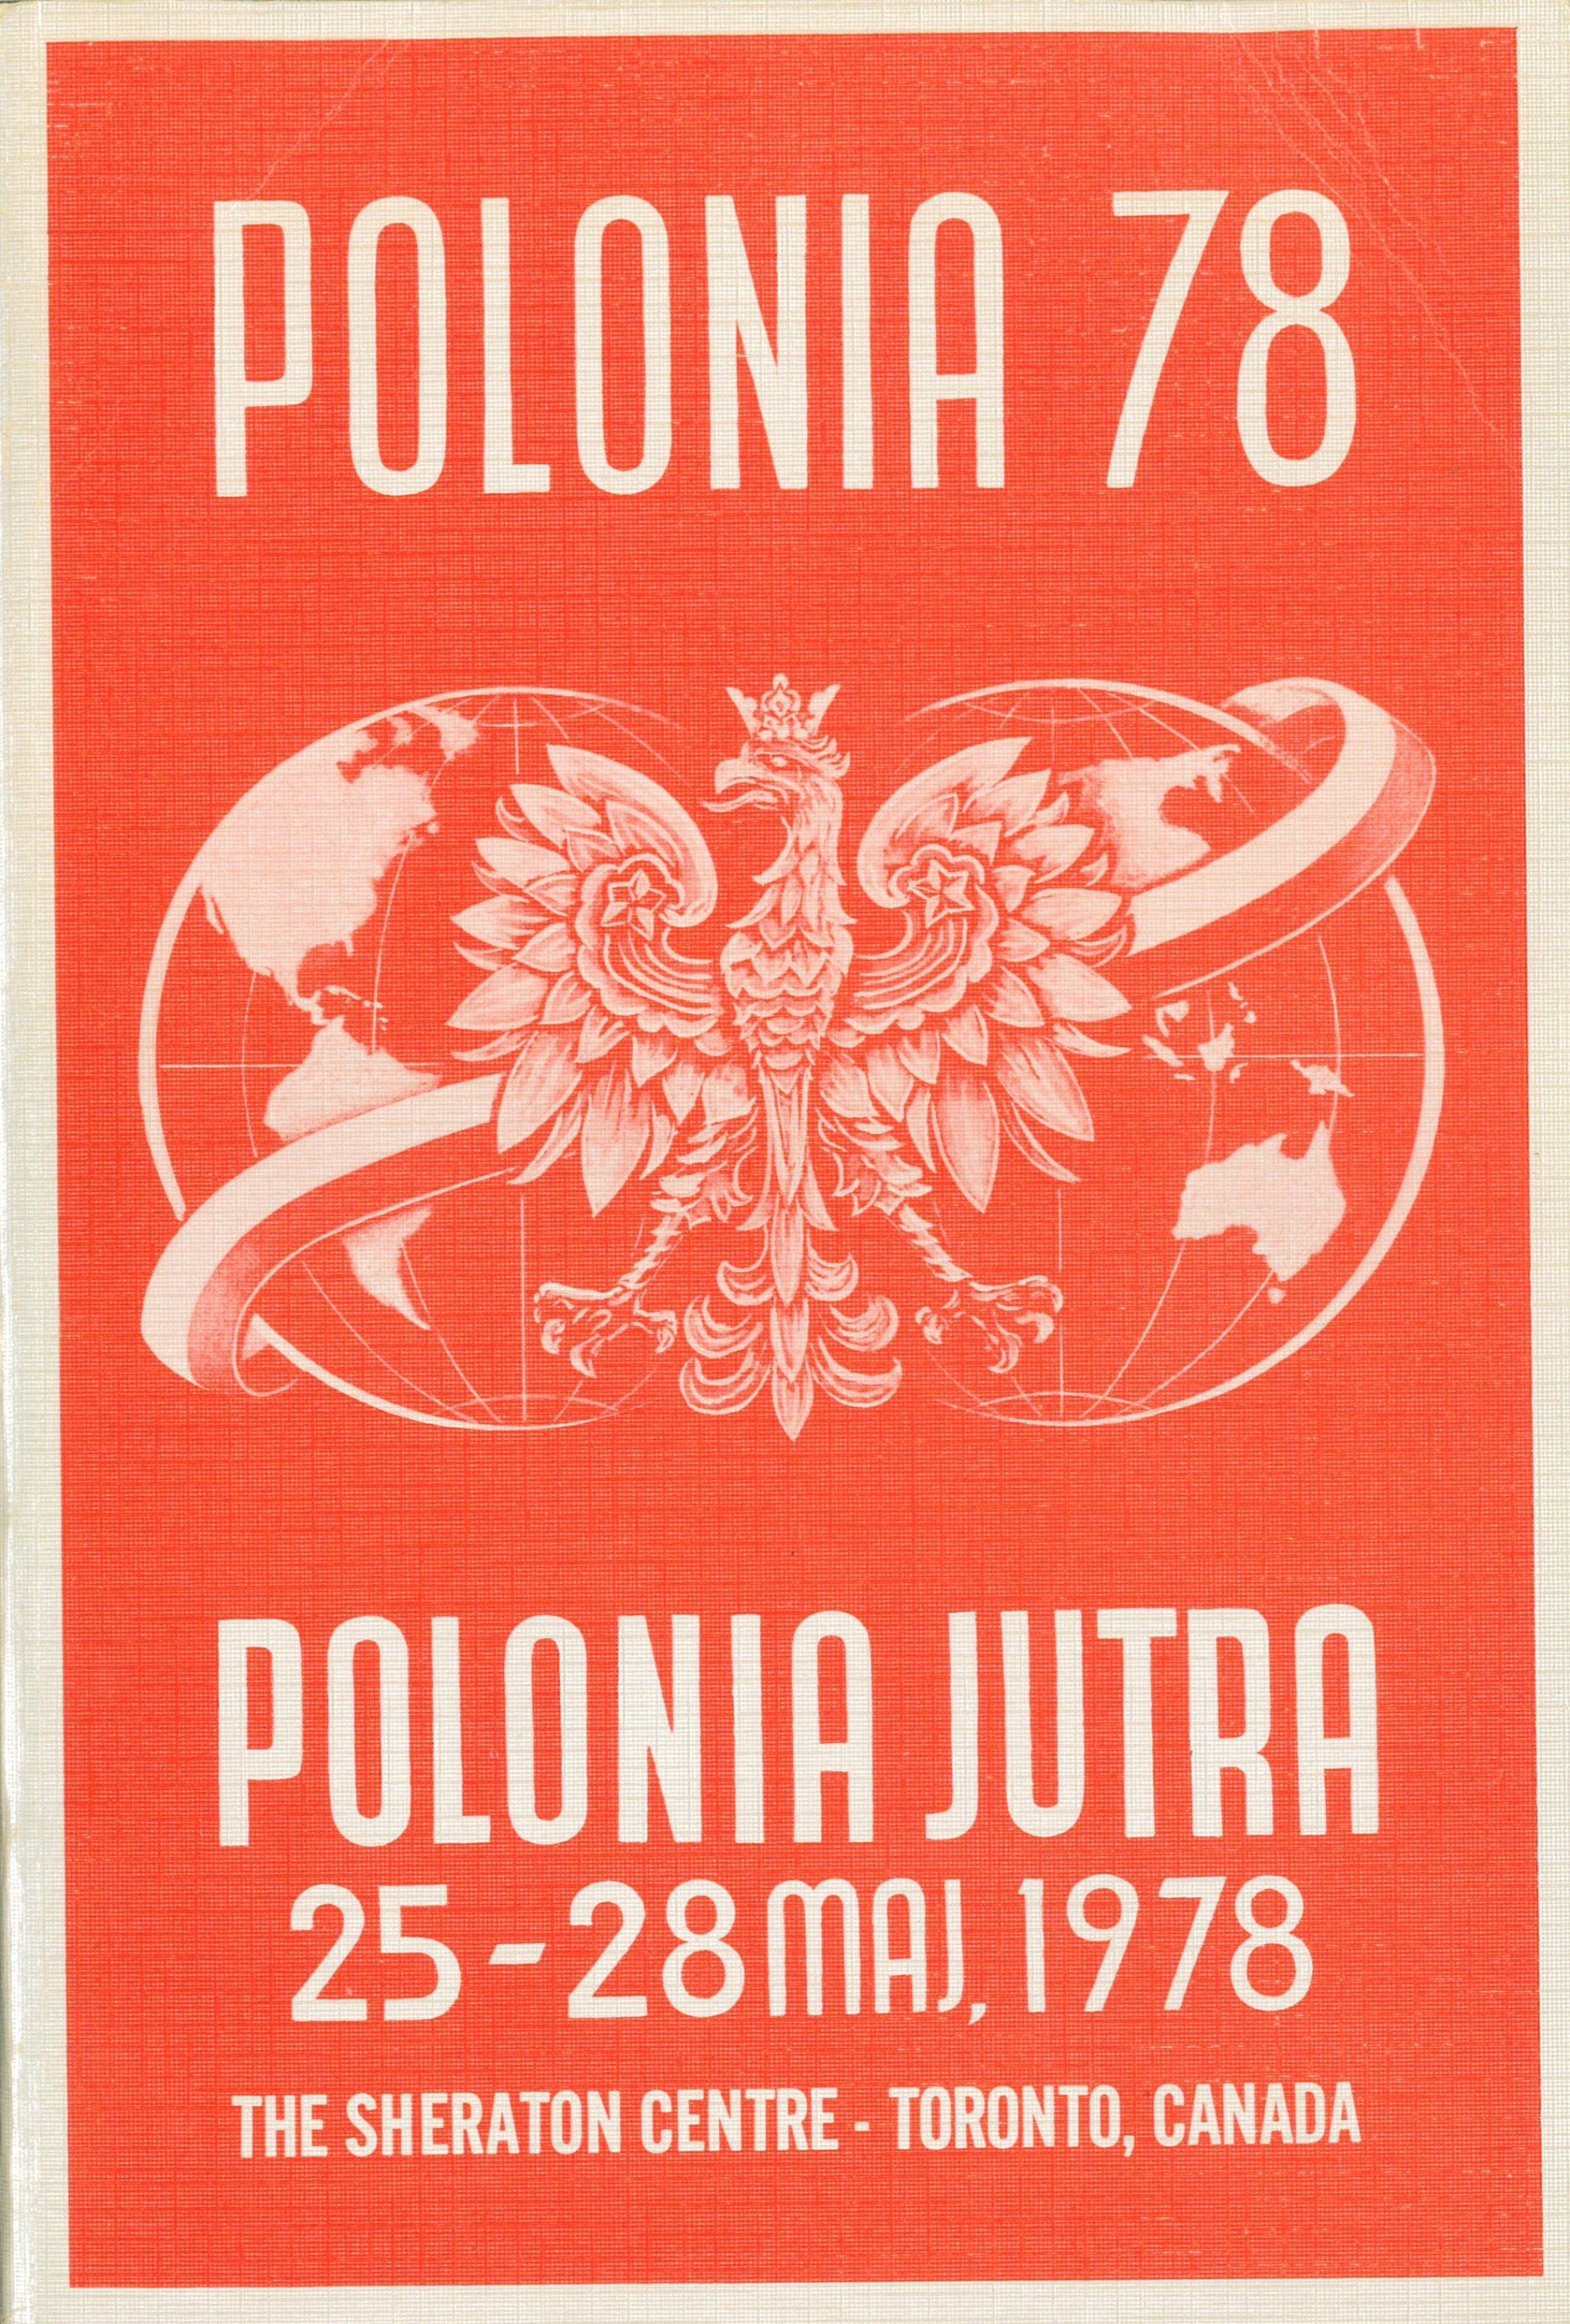 POLONIA 78
POLONIA JUTRA
25-28 MAJ, 1978
THE SHERATON CENTRE - TORONTO, CANADA